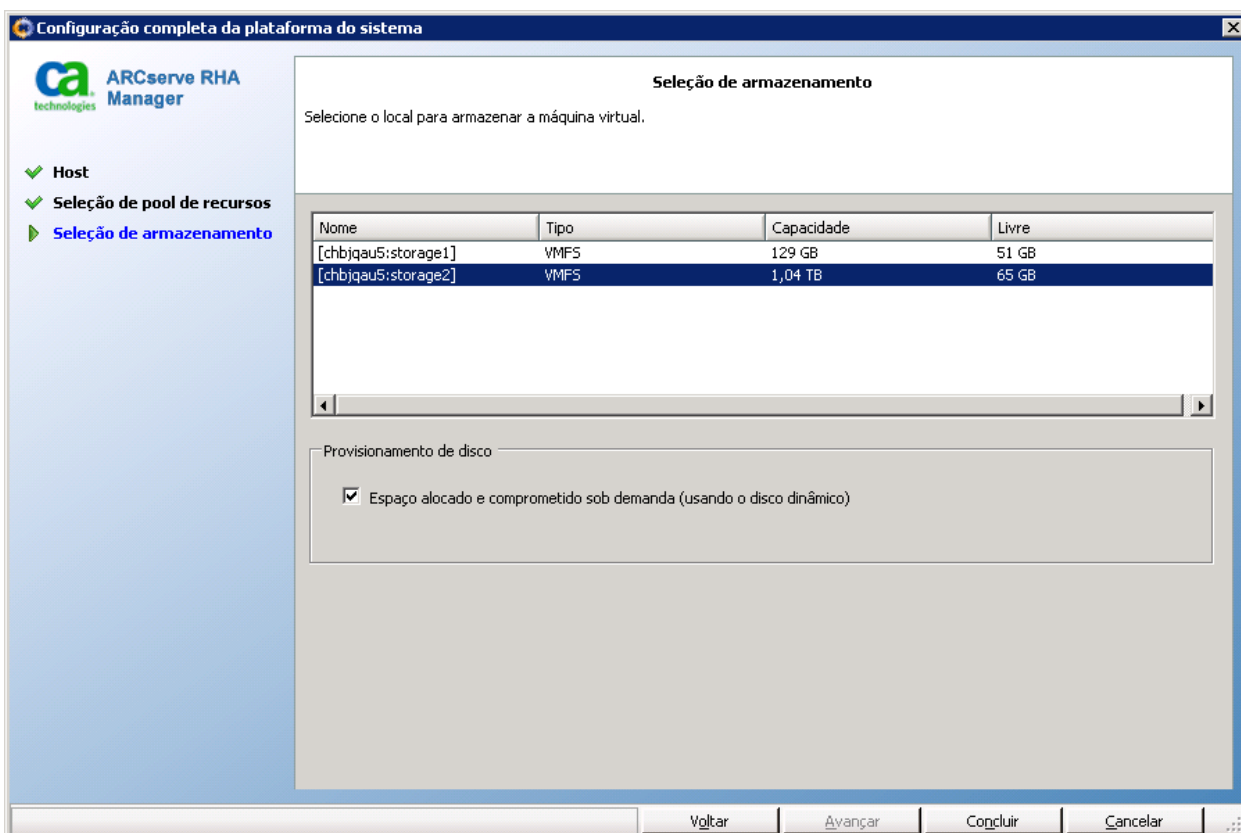 Configuração completa da plataforma do sistema
ca
technologies
ARCserve RHA
Manager
Host
Seleção de pool de recursos
Seleção de armazenamento
Seleção de armazenamento
Selecione o local para armazenar a máquina virtual.
Nome Tipo Capacidade Livre
[chbjqau5:storage1] VMFS 129 GB 51 GB
[chbjqau5:storage2] VMFS 1,04 TB 65 GB
Provisionamento de disco
Espaço alocado e comprometido sob demanda (usando o disco dinâmico)
Voltar Avançar Concluir Cancelar